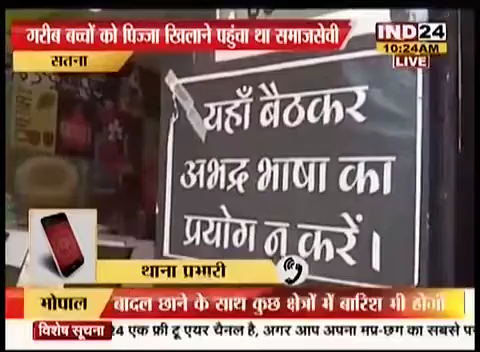 गरीब बच्चों को पिज्जा खिलाने पहुंचा था समाजसेवी
IND24
10:24AM
LIVE
सतना
यहाँ बैठकर
अभद्र भाषा का
प्रयोग न करें।
थाना प्रभारी
भोपाल
बादल छाने के साथ कुछ क्षेत्रों में बारिश भी होगी
विशेष सूचना
24 एक फ्री टू एयर चैनल है, अगर आप अपना मप्र-छग का सबसे